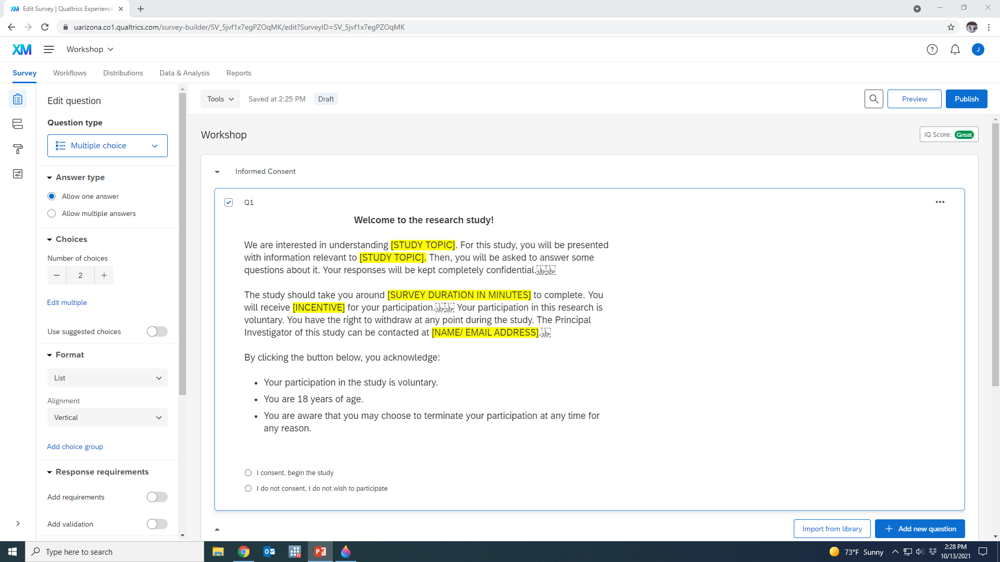 XM Edit Survey | Qualtrics Experience
uarizona.co1.qualtrics.com/survey-builder/SV_5jvf1x7egPZOqMK/edit?SurveyID=SV_5jvf1x7egPZOqMK
XM Workshop J
Survey Workflows Distributions Data & Analysis Reports
Edit question
Question type
Multiple choice
Answer type
Allow one answer
Allow multiple answers
Choices
Number of choices
2
Edit multiple
Use suggested choices
Format
List
Alignment
Vertical
Add choice group
Response requirements
Add requirements
Add validation
Tools Saved at 2:25 PM Draft Preview Publish
Workshop
iQ Score: Great
Informed Consent
Q1
Welcome to the research study!
We are interested in understanding [STUDY TOPIC]. For this study, you will be presented
with information relevant to [STUDY TOPIC]. Then, you will be asked to answer some
questions about it. Your responses will be kept completely confidential.
The study should take you around [SURVEY DURATION IN MINUTES] to complete. You
will receive [INCENTIVE] for your participation. Your participation in this research is
voluntary. You have the right to withdraw at any point during the study. The Principal
Investigator of this study can be contacted at [NAME/ EMAIL ADDRESS].
By clicking the button below, you acknowledge:
• Your participation in the study is voluntary.
• You are 18 years of age.
• You are aware that you may choose to terminate your participation at any time for
any reason.
I consent, begin the study
I do not consent, I do not wish to participate
Import from library
+ Add new question
Type here to search
73°F Sunny
2:28 PM
10/13/2021